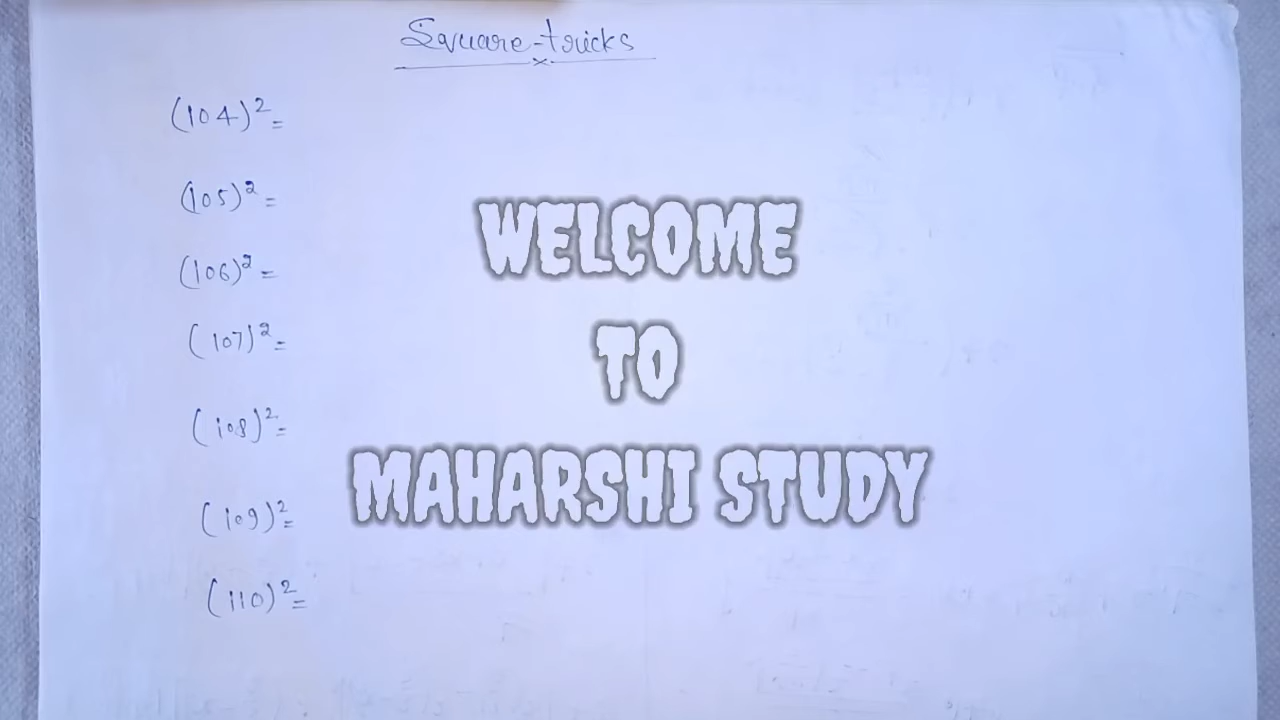 Square-tricks
(104)²=
(105)²=
(106)²=
(107)²=
(108)²=
(109)²=
(110)²=
WELCOME
TO
MAHARSHI STUDY